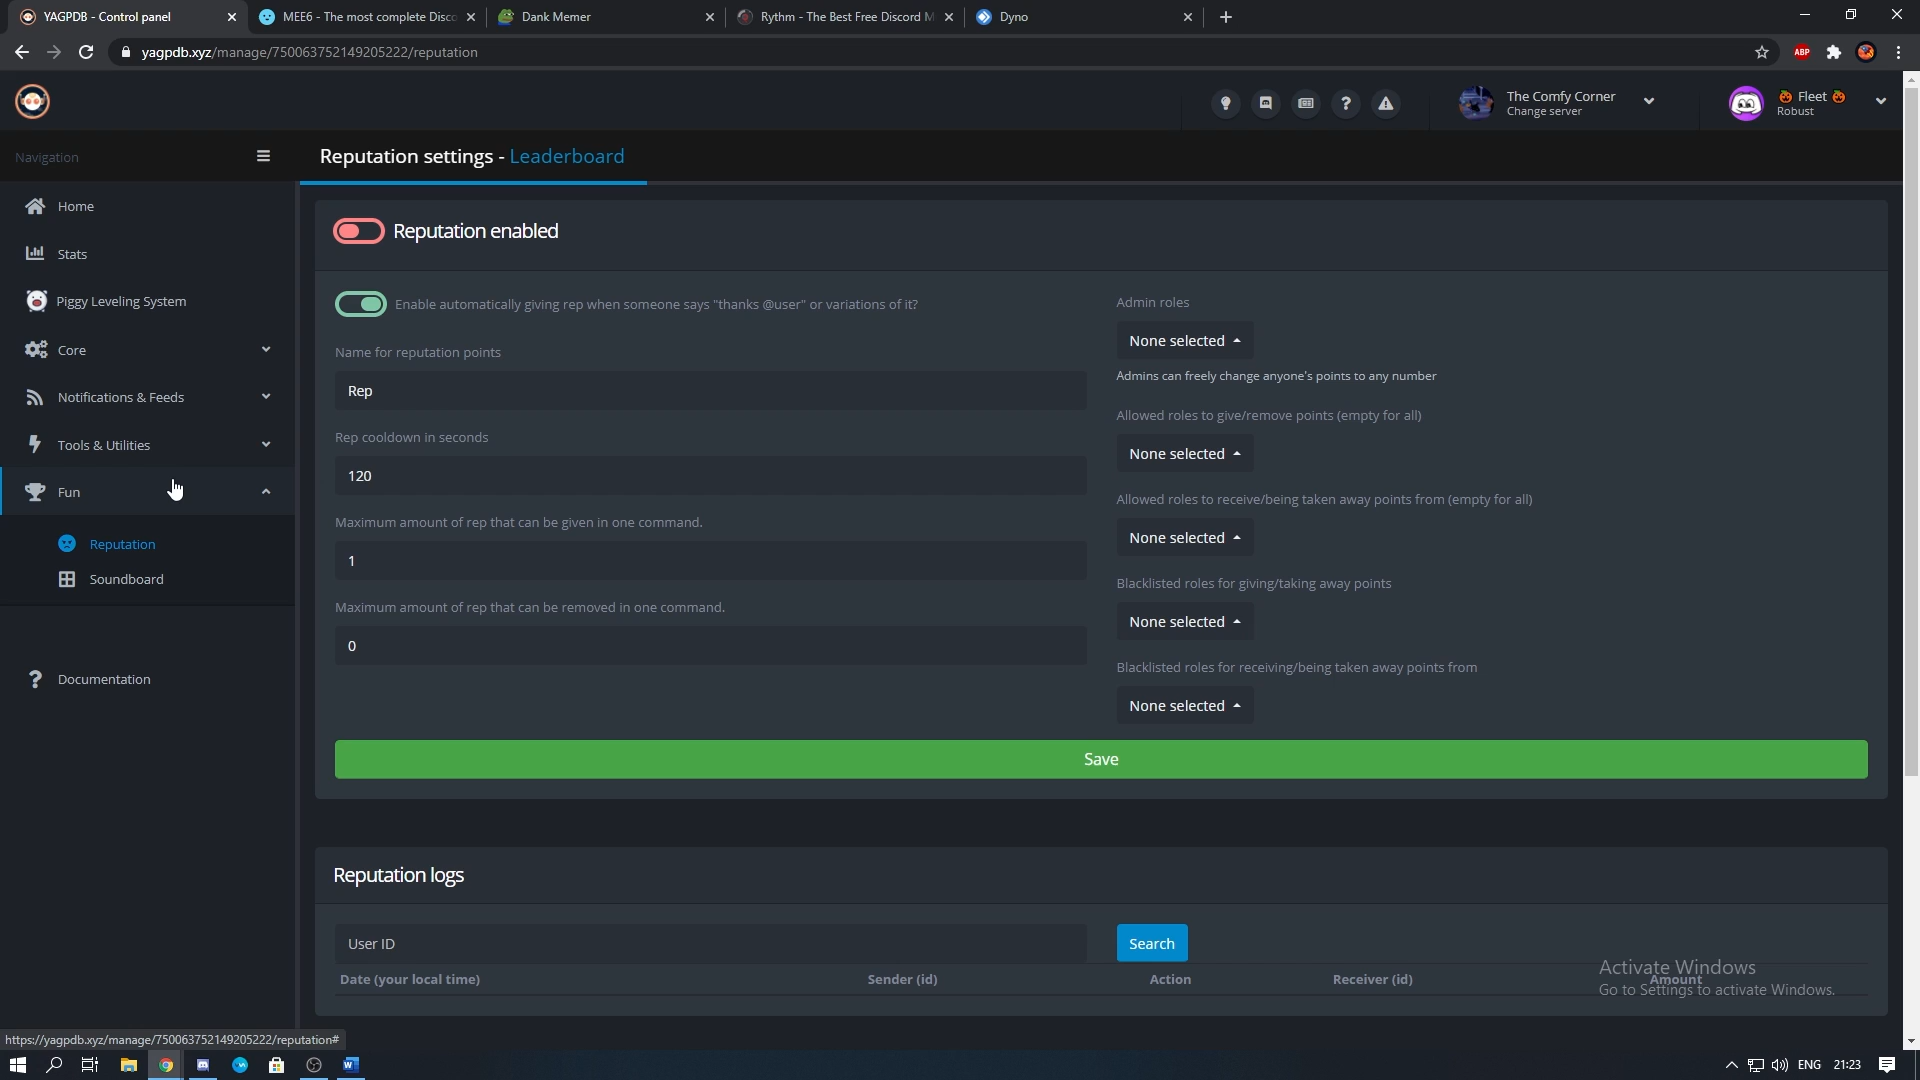 YAGPDB - Control panel
MEE6 - The most complete Disco
Dank Memer
Rythm - The Best Free Discord M
Dyno
yagpdb.xyz/manage/750063752149205222/reputation
ABP
The Comfy Corner
Change server
Fleet
Robust
Navigation
Reputation settings - Leaderboard
Home
Stats
Piggy Leveling System
Core
Notifications & Feeds
Tools & Utilities
Fun
Reputation
Soundboard
Documentation
Reputation enabled
Enable automatically giving rep when someone says "thanks @user" or variations of it?
Name for reputation points
Rep
Rep cooldown in seconds
120
Maximum amount of rep that can be given in one command.
1
Maximum amount of rep that can be removed in one command.
0
Admin roles
None selected
Admins can freely change anyone's points to any number
Allowed roles to give/remove points (empty for all)
None selected
Allowed roles to receive/being taken away points from (empty for all)
None selected
Blacklisted roles for giving/taking away points
None selected
Blacklisted roles for receiving/being taken away points from
None selected
Save
Reputation logs
User ID
Search
Date (your local time)
Sender (id)
Action
Receiver (id)
Amount
Activate Windows
Go to Settings to activate Windows.
https://yagpdb.xyz/manage/750063752149205222/reputation#
ENG
21:23